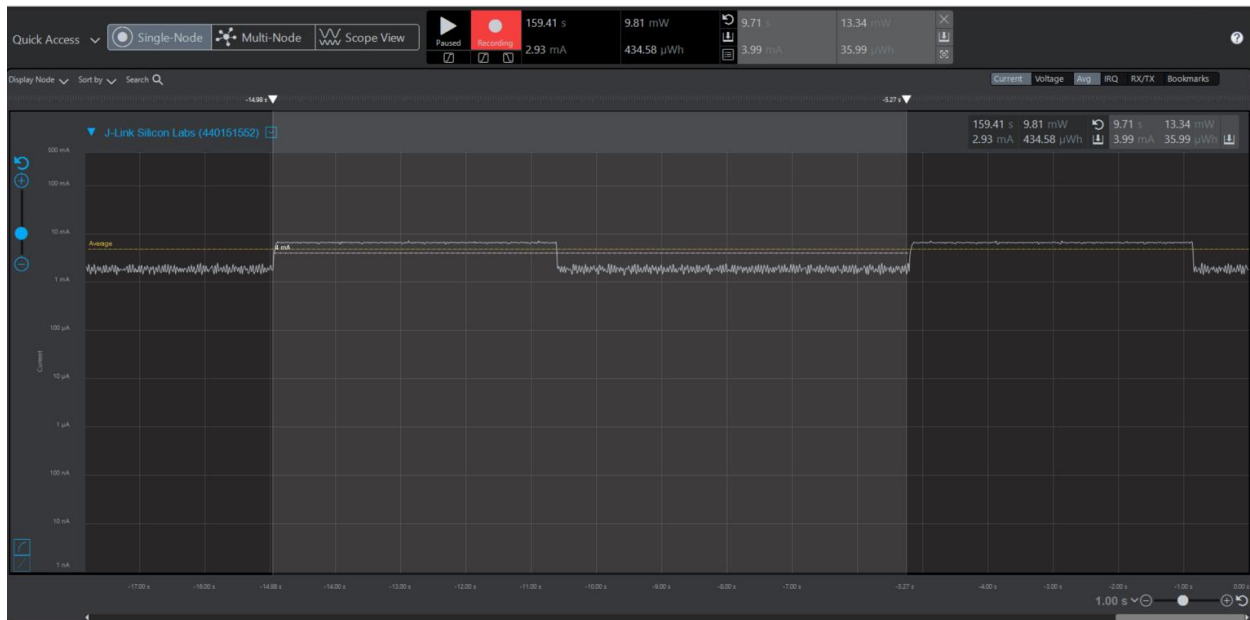 Quick Access
Single-Node
Multi-Node
Scope View
Paused
Recording
159.41 s
9.81 mW
2.93 mA
434.58 µWh
9.71 s
13.34 mW
3.99 mA
35.99 µWh
?
Display Node
Sort by
Search
Current
Voltage
Avg
IRQ
RX/TX
Bookmarks
-14.98 s
-5.27 s
J-Link Silicon Labs (440151552)
159.41 s 9.81 mW
2.93 mA 434.58 µWh
9.71 s 13.34 mW
3.99 mA 35.99 µWh
500 mA
100 mA
10 mA
Average
4 mA
1 mA
100 µA
Current
10 µA
1 µA
100 nA
10 nA
1 nA
-17.00 s
-16.00 s
-14.98 s
-14.00 s
-13.00 s
-12.00 s
-11.00 s
-10.00 s
-9.00 s
-8.00 s
-7.00 s
-5.27 s
-4.00 s
-3.00 s
-2.00 s
-1.00 s
0.00 s
1.00 s